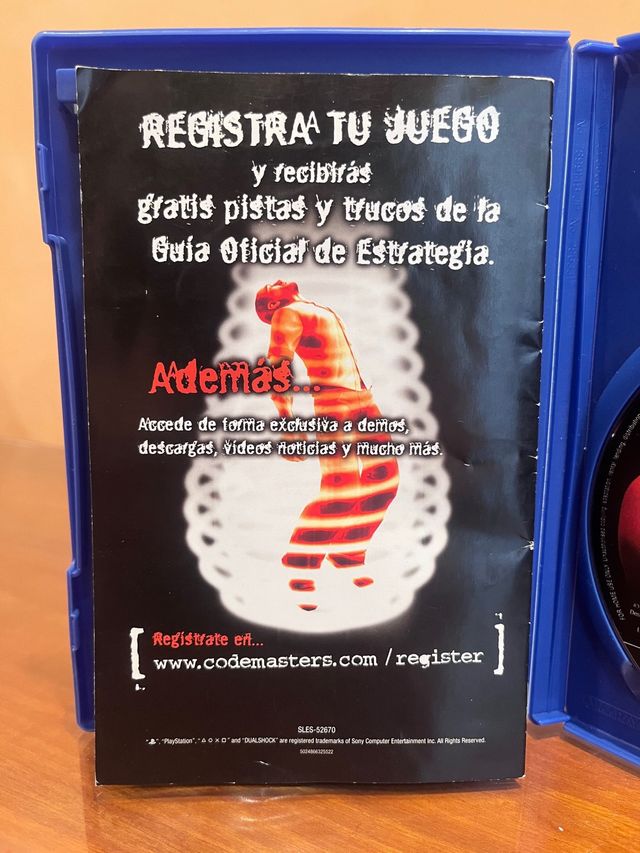 REGISTRA TU JUEGO
y recibirás
gratis pistas y trucos de la
Guía Oficial de Estrategia.
Además...
Accede de forma exclusiva a demos,
descargas, vídeos noticias y mucho más.
[ Regístrate en...
www.codemasters.com /register ]
SLES-52670
"PlayStation", "△○×□" and "DUALSHOCK" are registered trademarks of Sony Computer Entertainment Inc. All Rights Reserved.
5024866325522